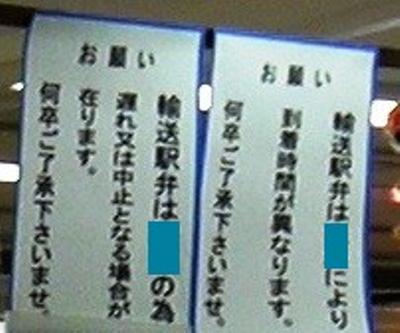 お願い
輸送駅弁は
により
到着時間が異なります。
何卒ご了承下さいませ。
お願い
輸送駅弁は
の為
遅れ又は中止となる場合が
在ります。
何卒ご了承下さいませ。